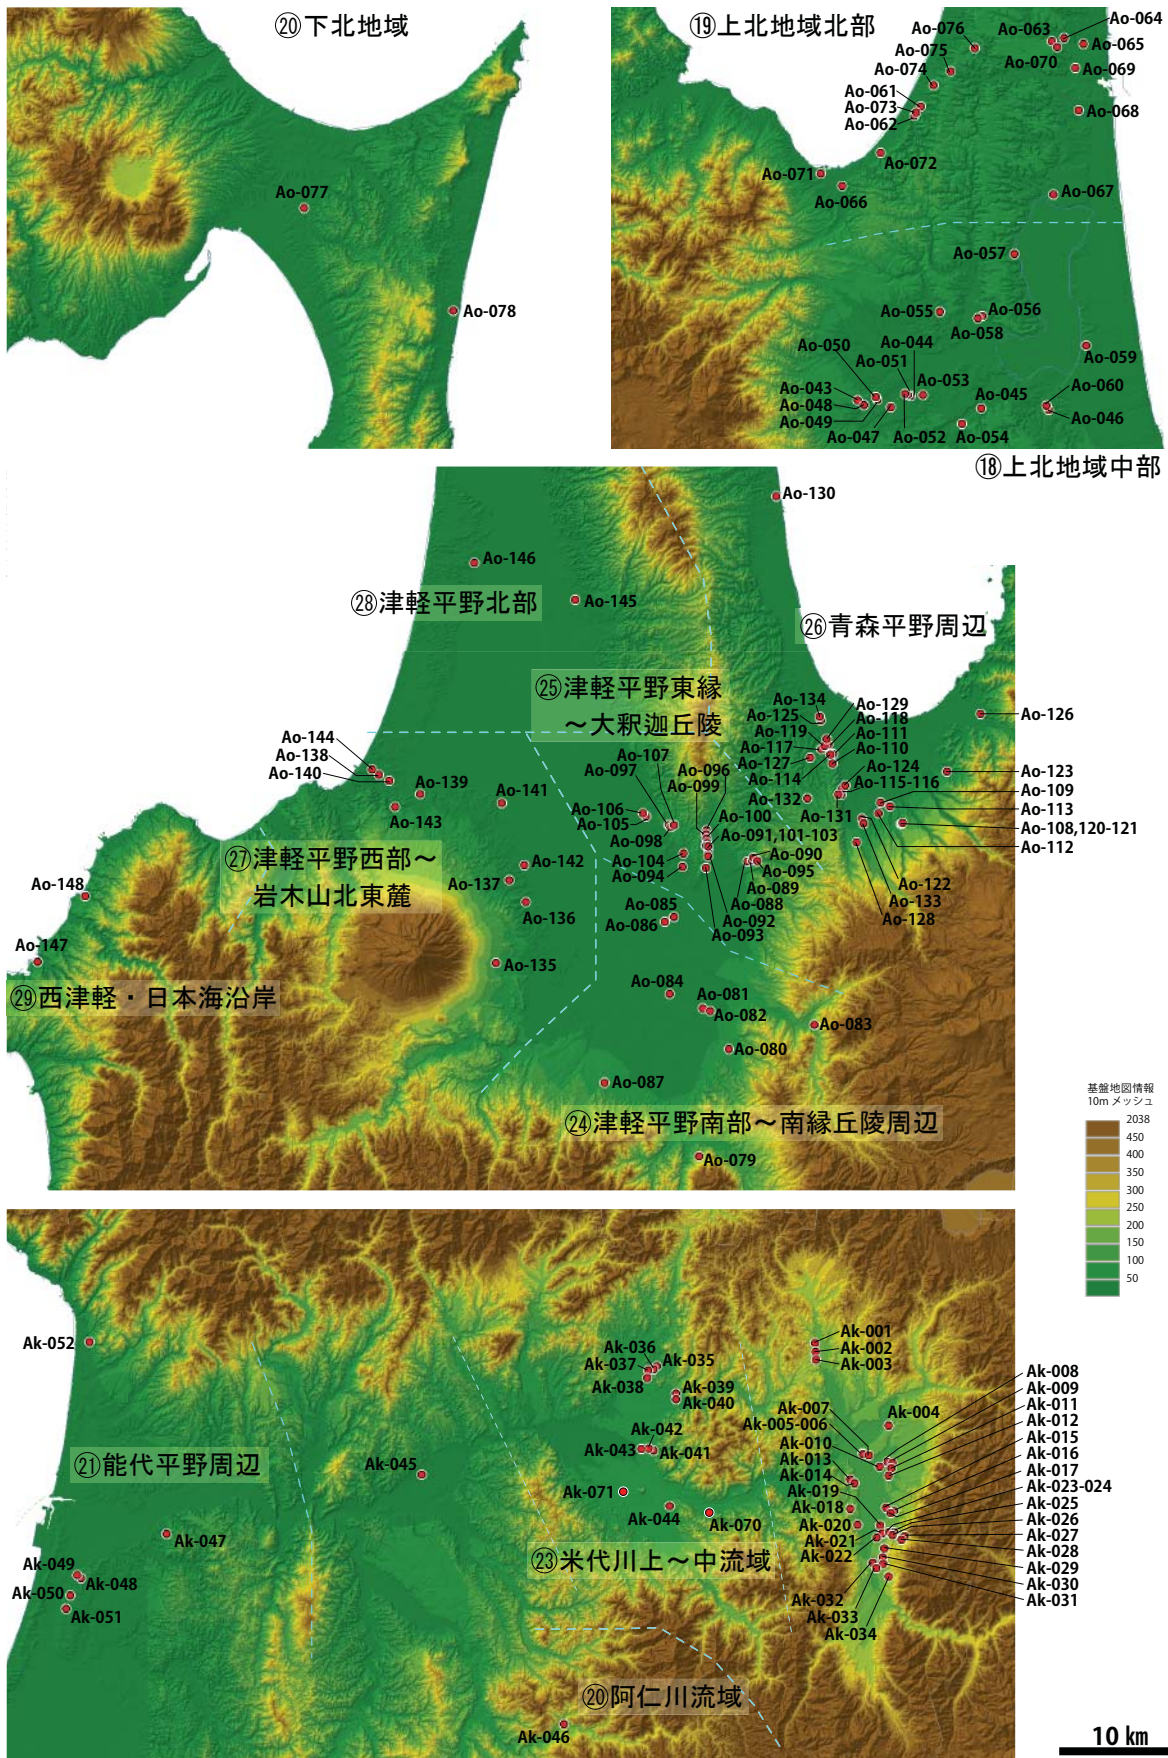 ⑳下北地域
Ao-077
Ao-078
⑲上北地域北部
Ao-076
Ao-075
Ao-074
Ao-061
Ao-073
Ao-062
Ao-072
Ao-071
Ao-066
Ao-063
Ao-064
Ao-065
Ao-070
Ao-069
Ao-068
Ao-067
Ao-057
Ao-055
Ao-056
Ao-058
Ao-059
Ao-050
Ao-044
Ao-051
Ao-053
Ao-043
Ao-048
Ao-049
Ao-047
Ao-052
Ao-045
Ao-054
Ao-060
Ao-046
⑱上北地域中部
Ao-130
Ao-146
Ao-145
㉘津軽平野北部
㉖青森平野周辺
㉕津軽平野東縁
～大釈迦丘陵
Ao-134
Ao-125
Ao-119
Ao-117
Ao-127
Ao-114
Ao-129
Ao-118
Ao-111
Ao-110
Ao-124
Ao-115-116
Ao-132
Ao-131
Ao-126
Ao-123
Ao-109
Ao-113
Ao-108,120-121
Ao-112
Ao-122
Ao-133
Ao-128
Ao-144
Ao-138
Ao-140
Ao-139
Ao-143
Ao-141
Ao-107
Ao-097
Ao-096
Ao-099
Ao-106
Ao-105
Ao-098
Ao-100
Ao-091,101-103
Ao-104
Ao-094
Ao-090
Ao-095
Ao-089
Ao-088
Ao-092
Ao-093
Ao-085
Ao-086
㉗津軽平野西部～
岩木山北東麓
Ao-142
Ao-137
Ao-136
Ao-135
Ao-148
Ao-147
㉙西津軽・日本海沿岸
Ao-084
Ao-081
Ao-082
Ao-083
Ao-080
Ao-087
㉔津軽平野南部～南縁丘陵周辺
Ao-079
基盤地図情報
10m メッシュ
2038
450
400
350
300
250
200
150
100
50
Ak-052
Ak-036
Ak-035
Ak-037
Ak-038
Ak-039
Ak-040
Ak-042
Ak-043
Ak-041
Ak-045
Ak-071
Ak-044
Ak-070
Ak-001
Ak-002
Ak-003
Ak-004
Ak-007
Ak-005-006
Ak-010
Ak-013
Ak-014
Ak-019
Ak-018
Ak-020
Ak-021
Ak-022
Ak-032
Ak-033
Ak-034
Ak-008
Ak-009
Ak-011
Ak-012
Ak-015
Ak-016
Ak-017
Ak-023-024
Ak-025
Ak-026
Ak-027
Ak-028
Ak-029
Ak-030
Ak-031
㉑能代平野周辺
Ak-047
Ak-049
Ak-048
Ak-050
Ak-051
㉓米代川上～中流域
⑳阿仁川流域
Ak-046
10 ㎞